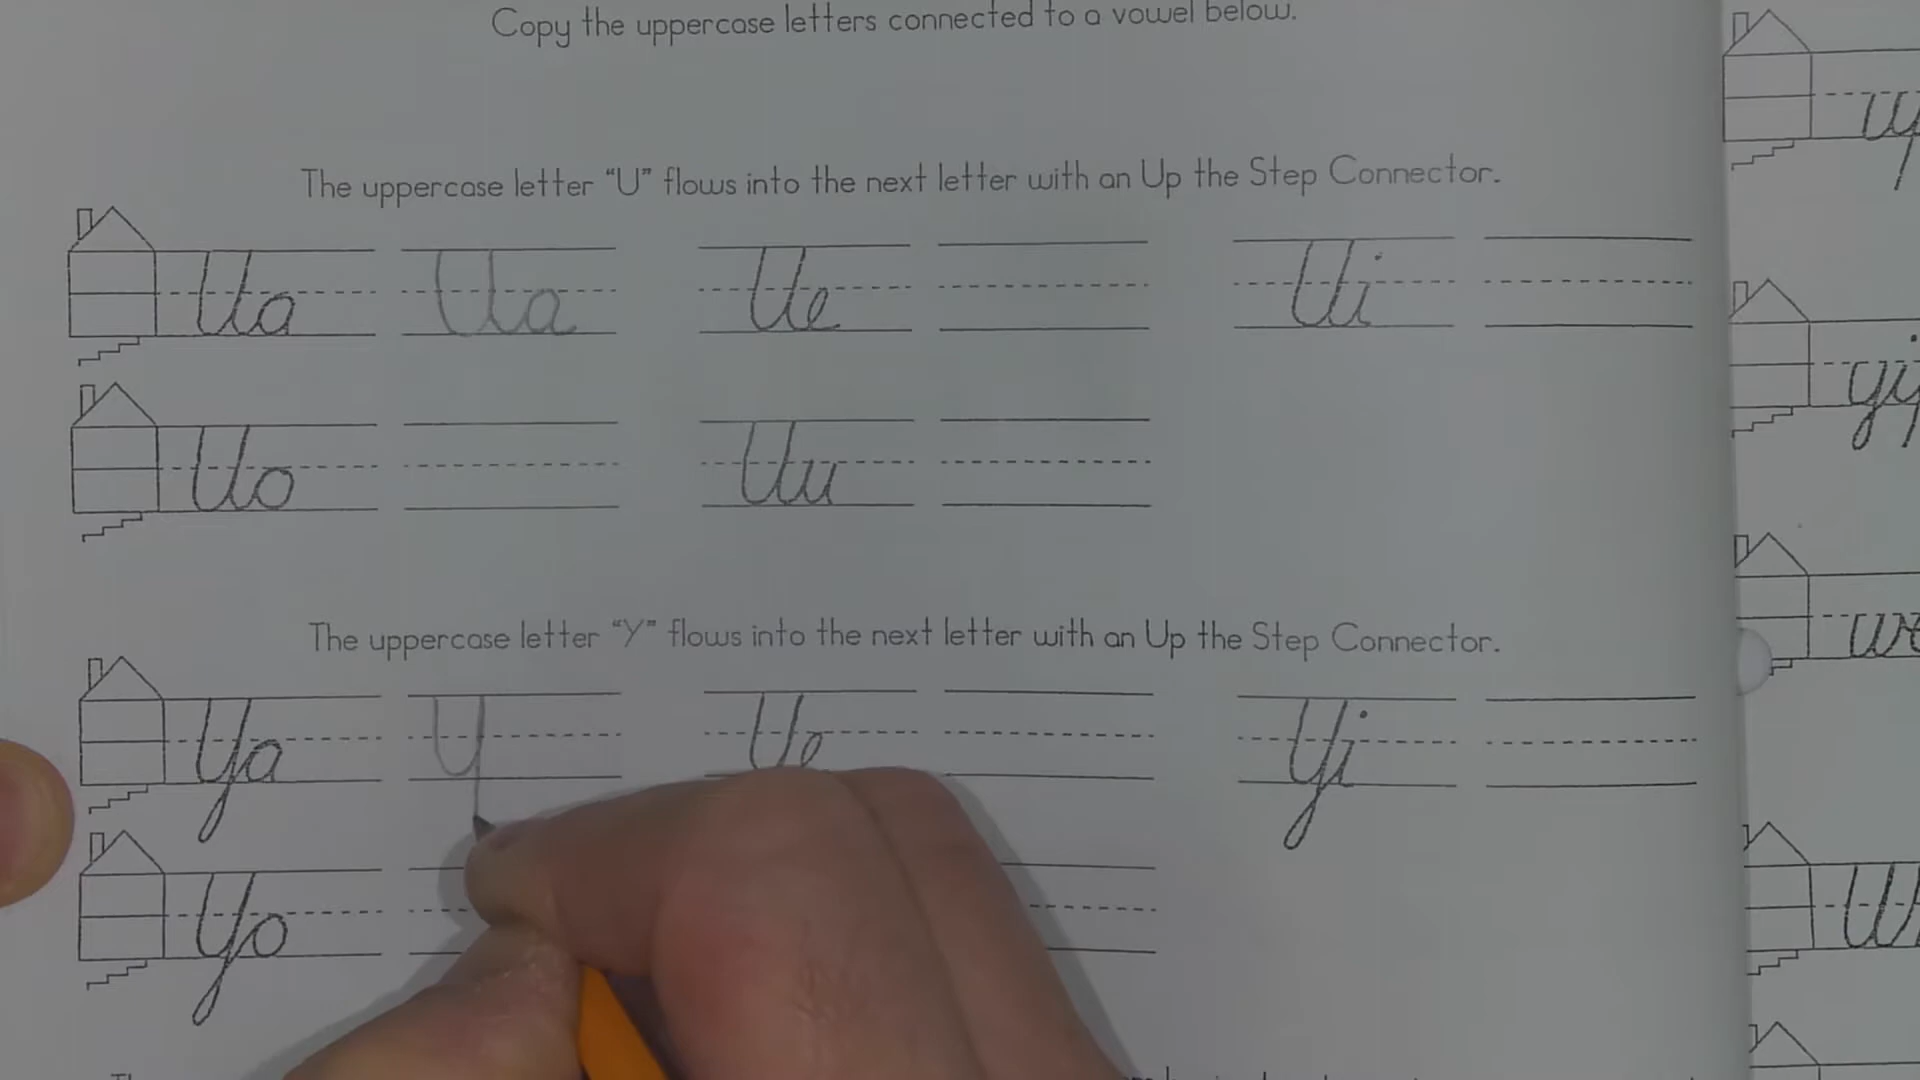 Copy the uppercase letters connected to a vowel below.
The uppercase letter “U” flows into the next letter with an Up the Step Connector.
Ua Ua Ue Ui
Uo Uu
The uppercase letter “Y” flows into the next letter with an Up the Step Connector.
Ya Y Ye Yi
Yo